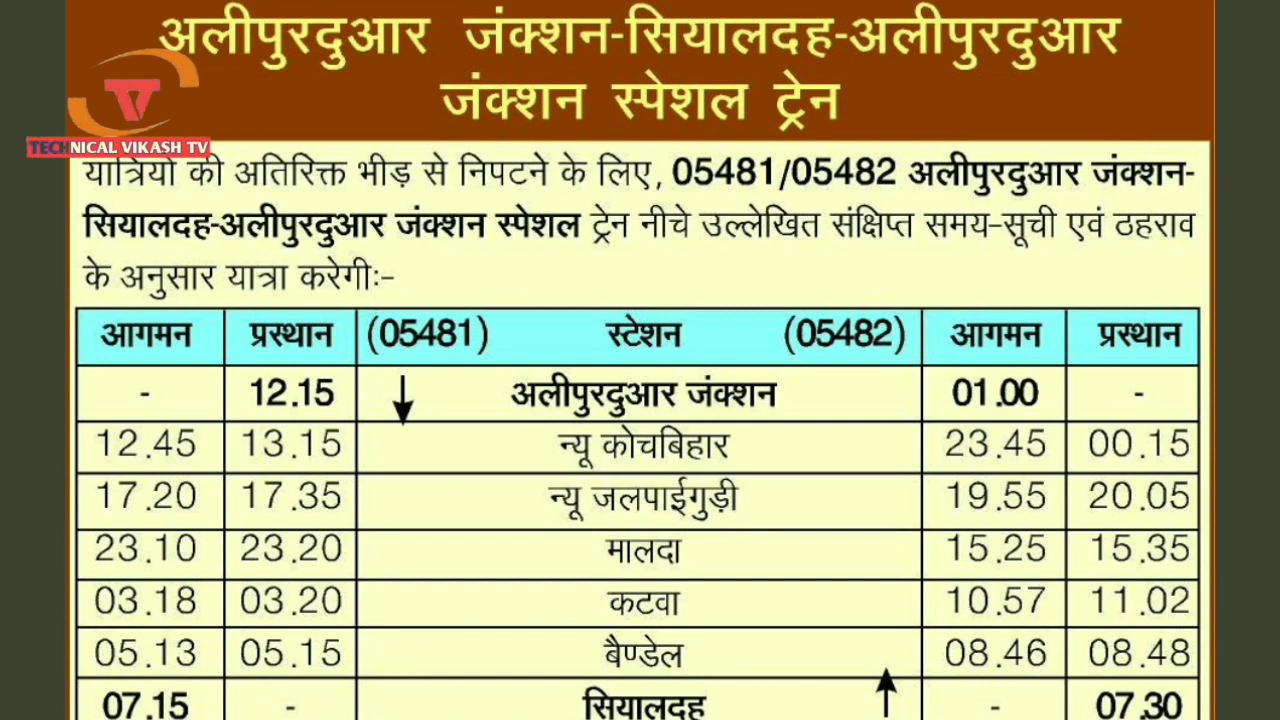 अलीपुरदुआर जंक्शन-सियालदह-अलीपुरदुआर
जंक्शन स्पेशल ट्रेन
TV
TECHNICAL VIKASH TV
यात्रियों की अतिरिक्त भीड़ से निपटने के लिए, 05481/05482 अलीपुरदुआर जंक्शन-
सियालदह-अलीपुरदुआर जंक्शन स्पेशल ट्रेन नीचे उल्लेखित संक्षिप्त समय-सूची एवं ठहराव
के अनुसार यात्रा करेगी:-
आगमन प्रस्थान (05481) स्टेशन (05482) आगमन प्रस्थान
- 12.15 ↓ अलीपुरदुआर जंक्शन 01.00 -
12.45 13.15 न्यू कोचबिहार 23.45 00.15
17.20 17.35 न्यू जलपाईगुड़ी 19.55 20.05
23.10 23.20 मालदा 15.25 15.35
03.18 03.20 कटवा 10.57 11.02
05.13 05.15 बैण्डेल 08.46 08.48
07.15 - सियालदह ↑ - 07.30